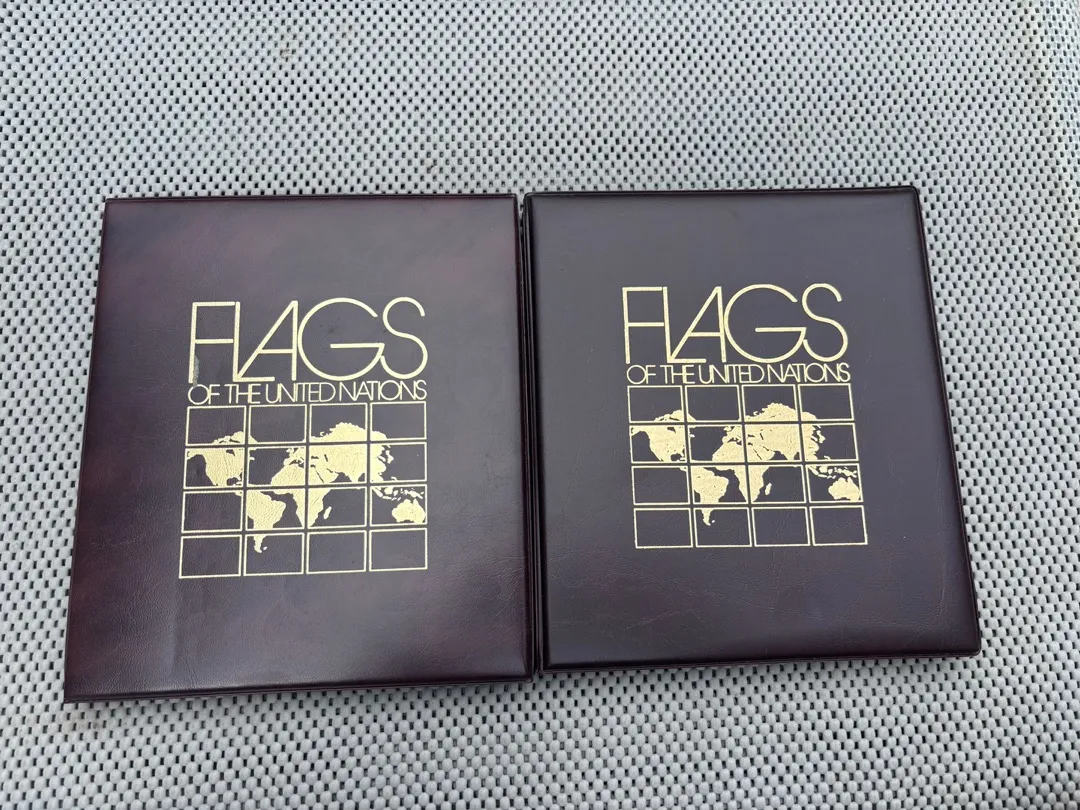 FLAGS
OF THE UNITED NATIONS
FLAGS
OF THE UNITED NATIONS